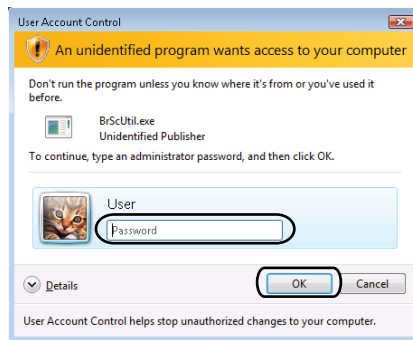 User Account Control
An unidentified program wants access to your computer
Don't run the program unless you know where it's from or you've used it
before.
BrScUtil.exe
Unidentified Publisher
To continue, type an administrator password, and then click OK.
User
Password
Details
OK
Cancel
User Account Control helps stop unauthorized changes to your computer.